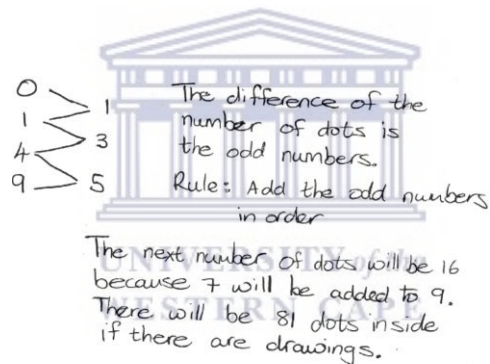 0
1
1
3
4
5
9
The difference of the
number of dots is
the odd numbers.
Rule: Add the odd numbers
in order
The next number of dots will be 16
because 7 will be added to 9.
There will be 81 dots inside
if there are drawings.
UNIVERSITY of the
WESTERN CAPE